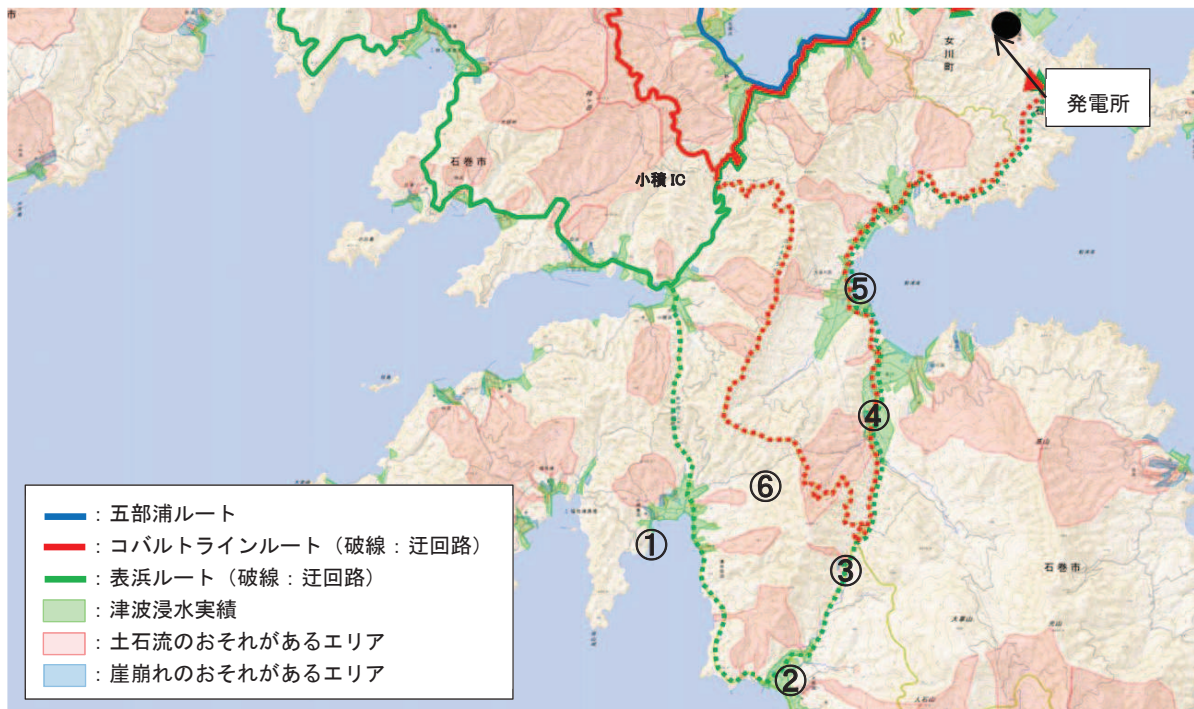 女川町
発電所
石巻市
小積 IC
⑤
④
⑥
①
③
石巻市
②
：五部浦ルート
：コバルトラインルート（破線：迂回路）
：表浜ルート（破線：迂回路）
：津波浸水実績
：土石流のおそれがあるエリア
：崖崩れのおそれがあるエリア